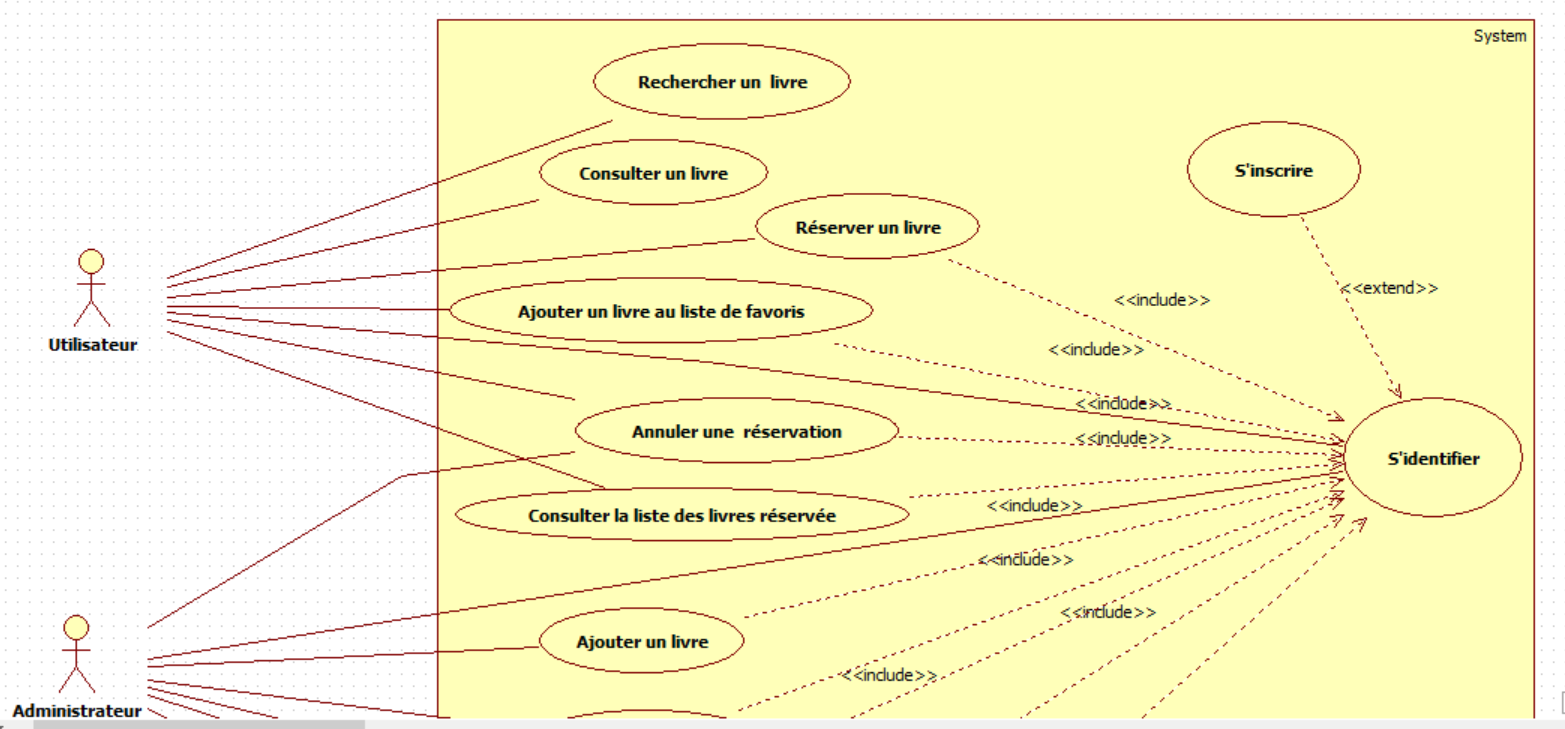 System
Rechercher un livre
S'inscrire
Consulter un livre
Réserver un livre
<<extend>>
<<include>>
Ajouter un livre au liste de favoris
Utilisateur
<<include>>
<<include>>
Annuler une réservation
<<include>>
S'identifier
<<include>>
Consulter la liste des livres réservée
<<include>>
<<include>>
Ajouter un livre
<<include>>
Administrateur